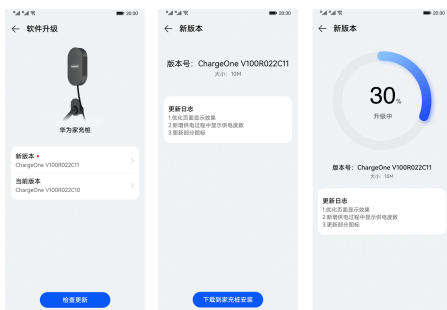 20:30
软件升级
华为家充桩
新版本
ChargeOne V100R022C11
当前版本
ChargeOne V100R022C10
检查更新
20:30
新版本
版本号： ChargeOne V100R022C11
大小：10M
更新日志
1.优化页面显示效果
2.新增供电过程中显示供电度数
3.更新部分图标
下载到家充桩安装
20:30
新版本
30%
升级中
版本号： ChargeOne V100R022C11
大小：10M
更新日志
1.优化页面显示效果
2.新增供电过程中显示供电度数
3.更新部分图标